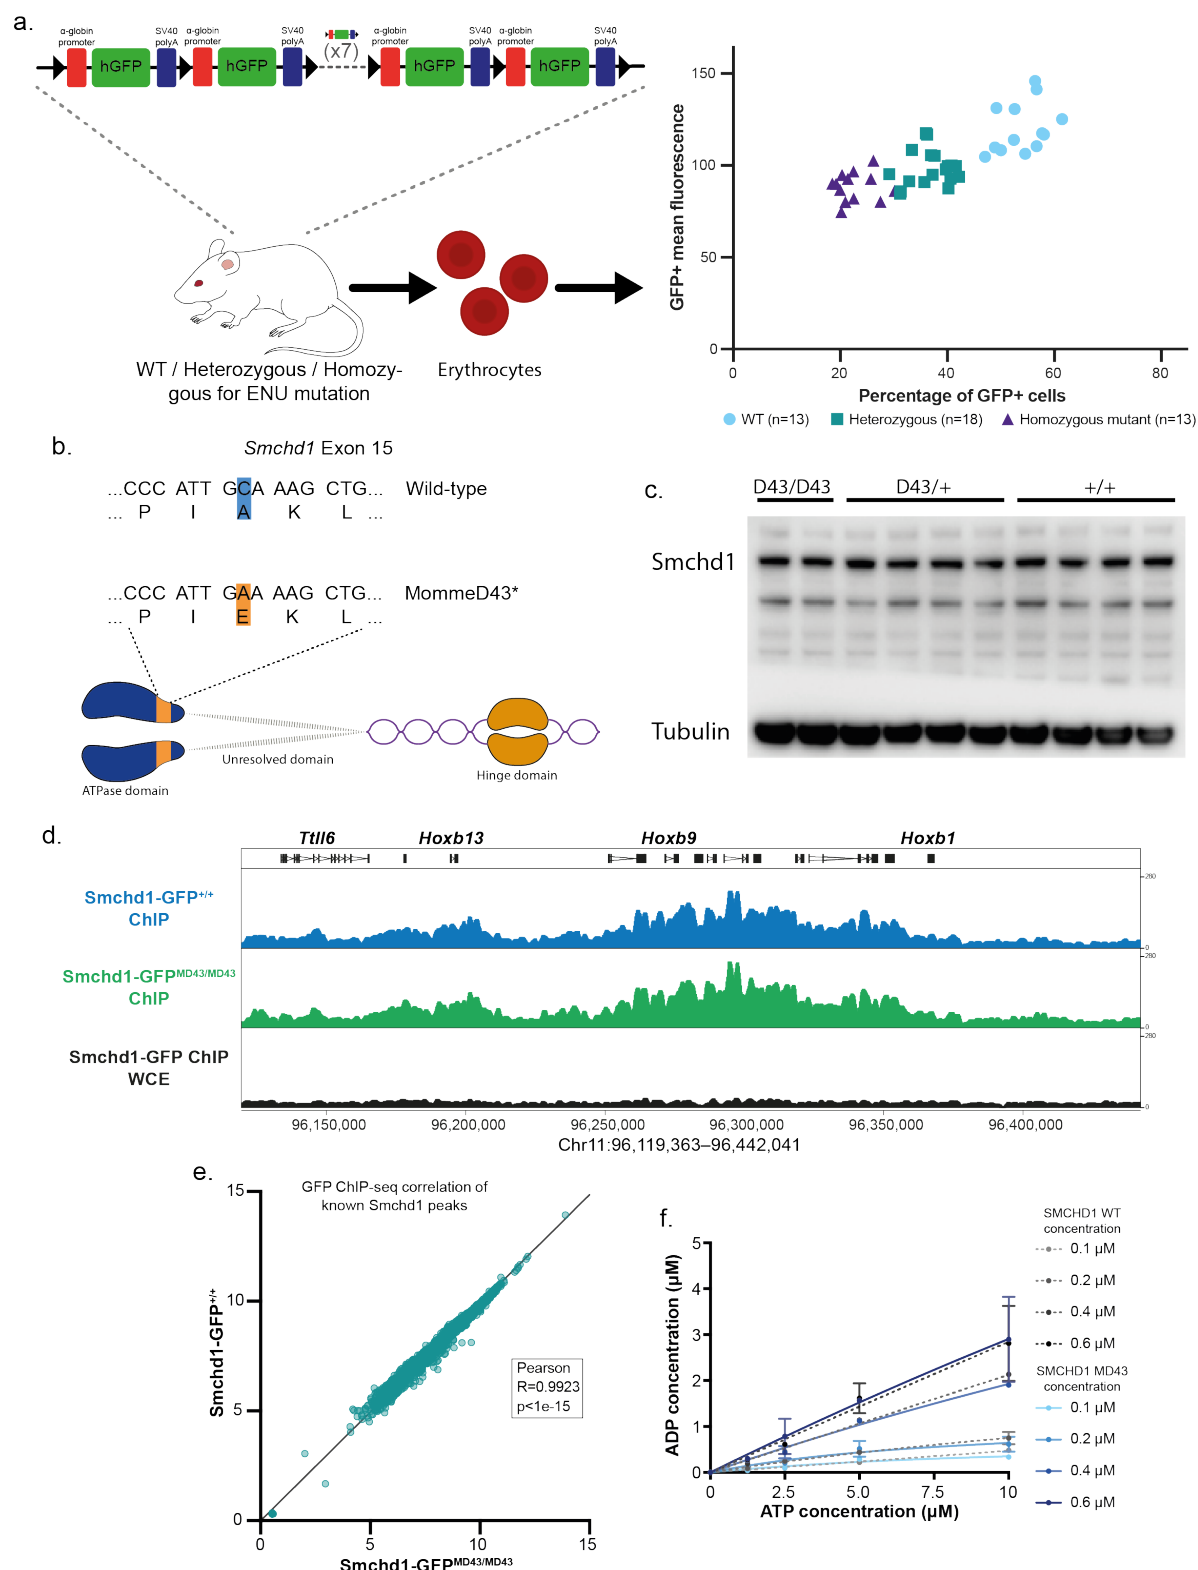 a.
α-globin
promoter
SV40
polyA
α-globin
promoter
SV40
polyA
(x7)
α-globin
promoter
SV40
polyA
α-globin
promoter
SV40
polyA
hGFP
hGFP
hGFP
hGFP
WT / Heterozygous / Homozy-
gous for ENU mutation
Erythrocytes
GFP+ mean fluorescence
150
100
50
0
0
20
40
60
80
Percentage of GFP+ cells
WT (n=13)
Heterozygous (n=18)
Homozygous mutant (n=13)
b.
Smchd1 Exon 15
...CCC ATT GCA AAG CTG...
Wild-type
... P I A K L ...
...CCC ATT GAA AAG CTG...
MommeD43*
... P I E K L ...
Unresolved domain
ATPase domain
Hinge domain
c.
D43/D43
D43/+
+/+
Smchd1
Tubulin
d.
Ttll6
Hoxb13
Hoxb9
Hoxb1
Smchd1-GFP+/+
ChIP
260
0
Smchd1-GFPMD43/MD43
ChIP
280
0
Smchd1-GFP ChIP
WCE
280
0
96,150,000
96,200,000
96,250,000
96,300,000
96,350,000
96,400,000
Chr11:96,119,363–96,442,041
e.
GFP ChIP-seq correlation of
known Smchd1 peaks
Smchd1-GFP+/+
15
10
5
0
0
5
10
15
Smchd1-GFPMD43/MD43
Pearson
R=0.9923
p<1e-15
f.
ADP concentration (µM)
5
4
3
2
1
0
0
2.5
5.0
7.5
10
ATP concentration (µM)
SMCHD1 WT
concentration
0.1 µM
0.2 µM
0.4 µM
0.6 µM
SMCHD1 MD43
concentration
0.1 µM
0.2 µM
0.4 µM
0.6 µM